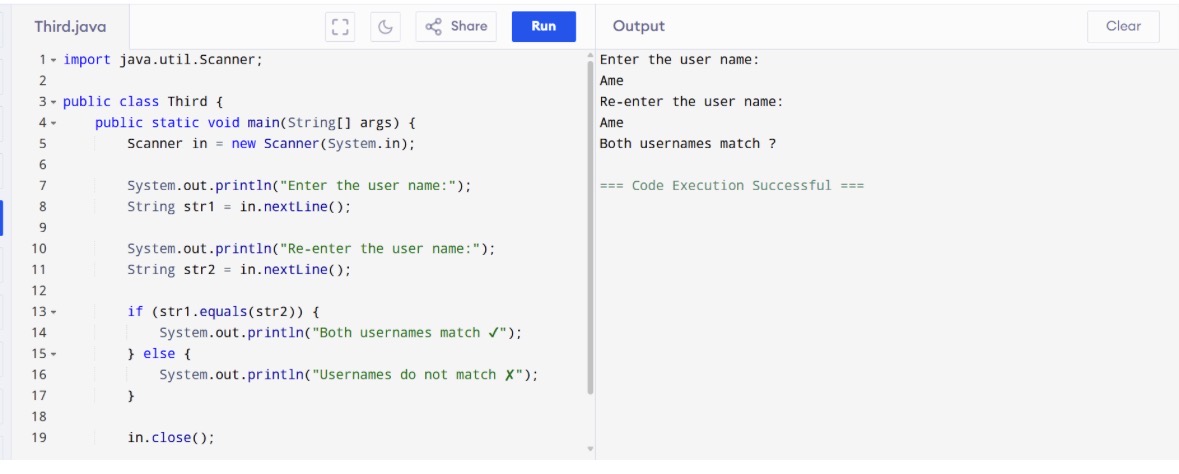 Third.java
Share
Run
Output
Clear
1 import java.util.Scanner;
2
3 public class Third {
4 public static void main(String[] args) {
5 Scanner in = new Scanner(System.in);
6
7 System.out.println("Enter the user name:");
8 String str1 = in.nextLine();
9
10 System.out.println("Re-enter the user name:");
11 String str2 = in.nextLine();
12
13 if (str1.equals(str2)) {
14 System.out.println("Both usernames match ✓");
15 } else {
16 System.out.println("Usernames do not match ✗");
17 }
18
19 in.close();
Enter the user name:
Ame
Re-enter the user name:
Ame
Both usernames match ?
=== Code Execution Successful ===